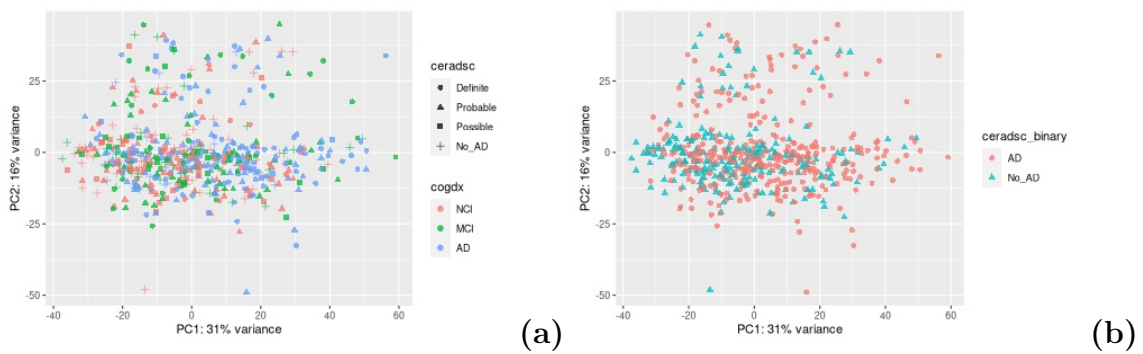 25
0
-25
-50
-40
-20
0
20
40
60
PC2: 16% variance
PC1: 31% variance
ceradsc
Definite
Probable
Possible
No_AD
cogdx
NCI
MCI
AD
(a)
25
0
-25
-50
-40
-20
0
20
40
60
PC2: 16% variance
PC1: 31% variance
ceradsc_binary
AD
No_AD
(b)